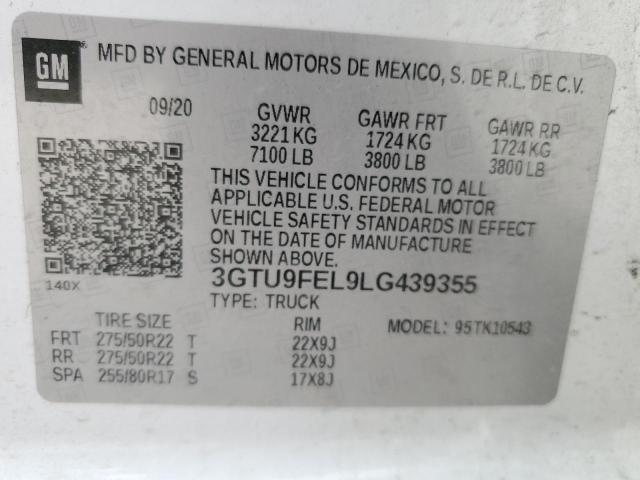 GM
MFD BY GENERAL MOTORS DE MEXICO, S. DE R.L. DE C.V.
09/20 GVWR GAWR FRT GAWR RR
3221 KG 1724 KG 1724 KG
7100 LB 3800 LB 3800 LB
THIS VEHICLE CONFORMS TO ALL
APPLICABLE U.S. FEDERAL MOTOR
VEHICLE SAFETY STANDARDS IN EFFECT
ON THE DATE OF MANUFACTURE
SHOWN ABOVE.
140X 3GTU9FEL9LG439355
TYPE: TRUCK
TIRE SIZE RIM MODEL: 95TK10543
FRT 275/50R22 T 22X9J
RR 275/50R22 T 22X9J
SPA 255/80R17 S 17X8J